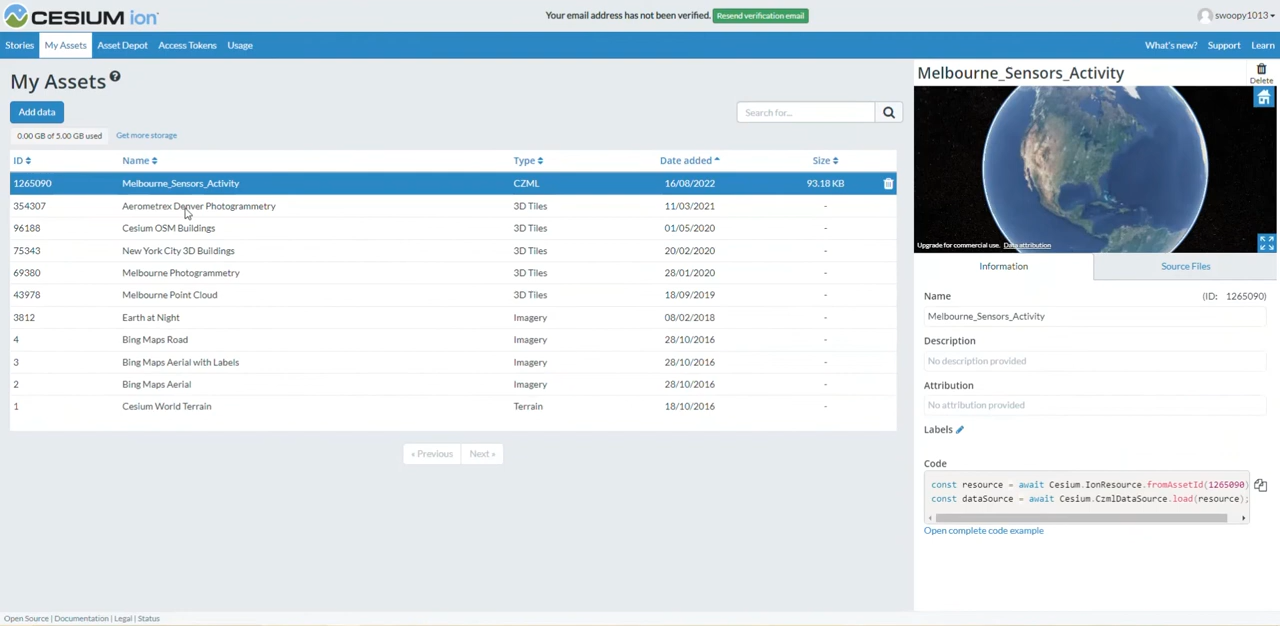 CESIUM ion
Your email address has not been verified. Resend verification email
swoopy1013
Stories My Assets Asset Depot Access Tokens Usage What's new? Support Learn
My Assets ?
Add data
Search for...
0.00 GB of 5.00 GB used Get more storage
ID Name Type Date added Size
1265090 Melbourne_Sensors_Activity CZML 16/08/2022 93.18 KB
354307 Aerometrex Denver Photogrammetry 3D Tiles 11/03/2021 -
96188 Cesium OSM Buildings 3D Tiles 01/05/2020 -
75343 New York City 3D Buildings 3D Tiles 20/02/2020 -
69380 Melbourne Photogrammetry 3D Tiles 28/01/2020 -
43978 Melbourne Point Cloud 3D Tiles 18/09/2019 -
3812 Earth at Night Imagery 08/02/2018 -
4 Bing Maps Road Imagery 28/10/2016 -
3 Bing Maps Aerial with Labels Imagery 28/10/2016 -
2 Bing Maps Aerial Imagery 28/10/2016 -
1 Cesium World Terrain Terrain 18/10/2016 -
« Previous Next »
Melbourne_Sensors_Activity
Delete
Upgrade for commercial use. Data attribution
Information Source Files
Name (ID: 1265090)
Melbourne_Sensors_Activity
Description
No description provided
Attribution
No attribution provided
Labels
Code
const resource = await Cesium.IonResource.fromAssetId(1265090)
const dataSource = await Cesium.CzmlDataSource.load(resource);
Open complete code example
Open Source | Documentation | Legal | Status